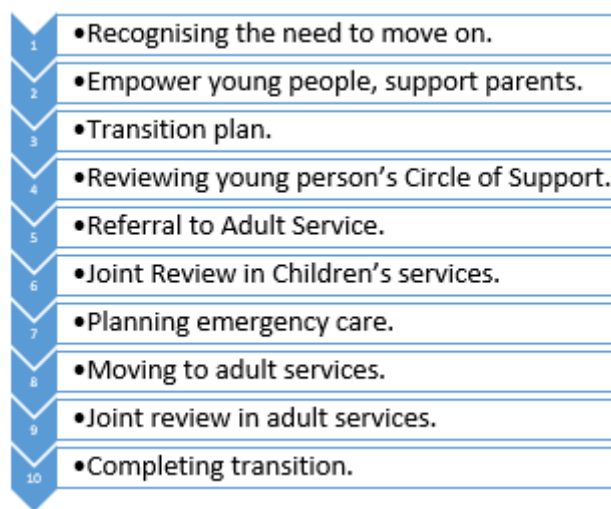 1 •Recognising the need to move on.
2 •Empower young people, support parents.
3 •Transition plan.
4 •Reviewing young person’s Circle of Support.
5 •Referral to Adult Service.
6 •Joint Review in Children’s services.
7 •Planning emergency care.
8 •Moving to adult services.
9 •Joint review in adult services.
10 •Completing transition.